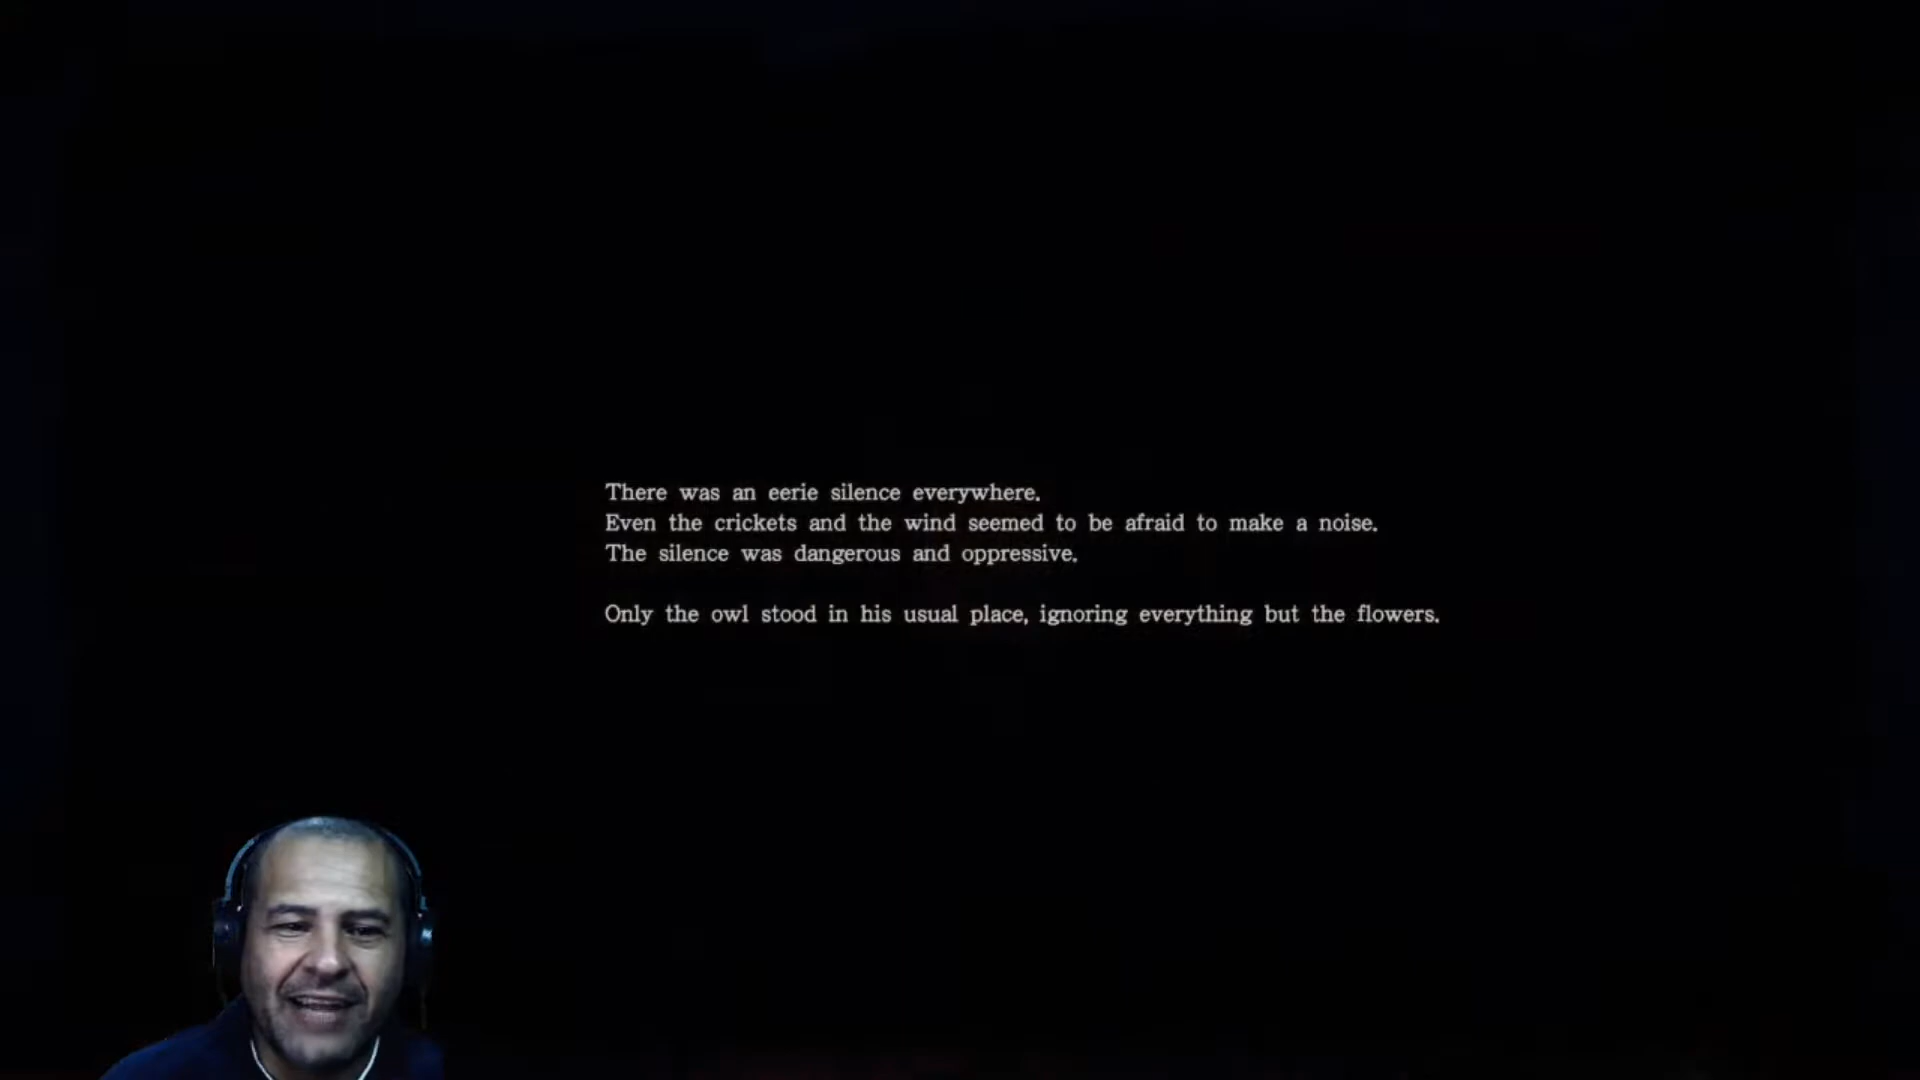 There was an eerie silence everywhere.
Even the crickets and the wind seemed to be afraid to make a noise.
The silence was dangerous and oppressive.
Only the owl stood in his usual place, ignoring everything but the flowers.